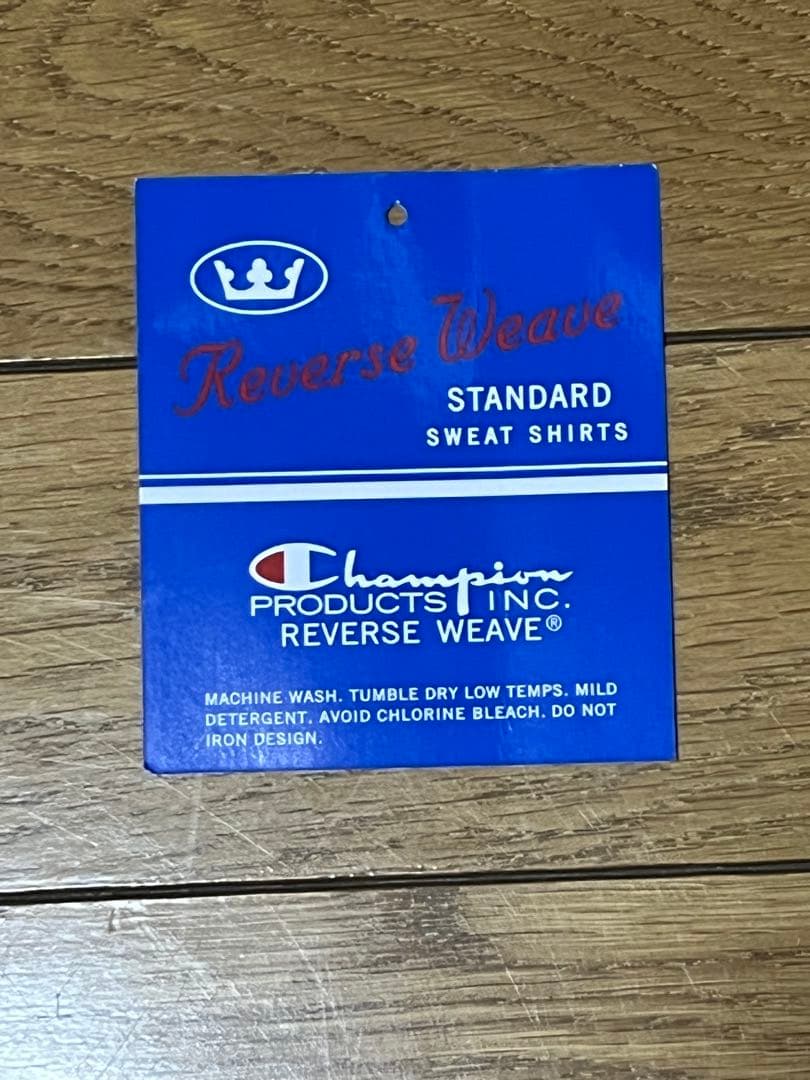 Reverse Weave
STANDARD
SWEAT SHIRTS
Champion
PRODUCTS INC.
REVERSE WEAVE®
MACHINE WASH. TUMBLE DRY LOW TEMPS. MILD
DETERGENT. AVOID CHLORINE BLEACH. DO NOT
IRON DESIGN.